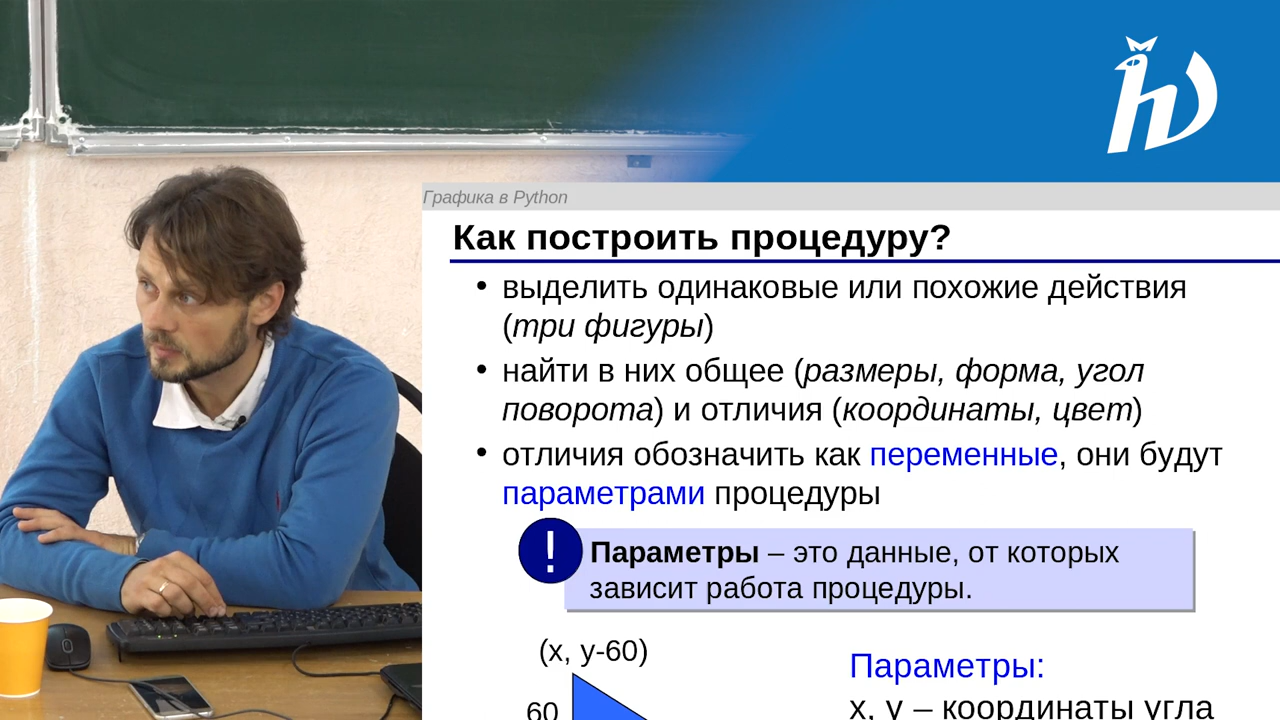 Графика в Python
Как построить процедуру?
• выделить одинаковые или похожие действия
(три фигуры)
• найти в них общее (размеры, форма, угол
поворота) и отличия (координаты, цвет)
• отличия обозначить как переменные, они будут
параметрами процедуры
!
Параметры – это данные, от которых
зависит работа процедуры.
(x, y-60)
60
Параметры:
x, y – координаты угла